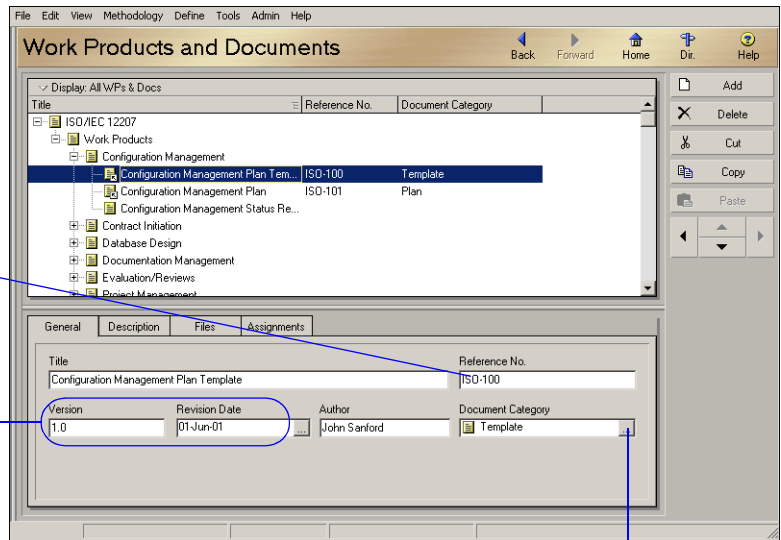 File Edit View Methodology Define Tools Admin Help
Work Products and Documents
Back Forward Home Dir. Help
Display: All WPs & Docs
Title Reference No. Document Category
ISO/IEC 12207
Work Products
Configuration Management
Configuration Management Plan Tem... ISO-100 Template
Configuration Management Plan ISO-101 Plan
Configuration Management Status Re...
Contract Initiation
Database Design
Documentation Management
Evaluation/Reviews
Project Management
Add
Delete
Cut
Copy
Paste
General Description Files Assignments
Title Reference No.
Configuration Management Plan Template ISO-100
Version Revision Date Author Document Category
1.0 01-Jun-01 ... John Sanford Template ...